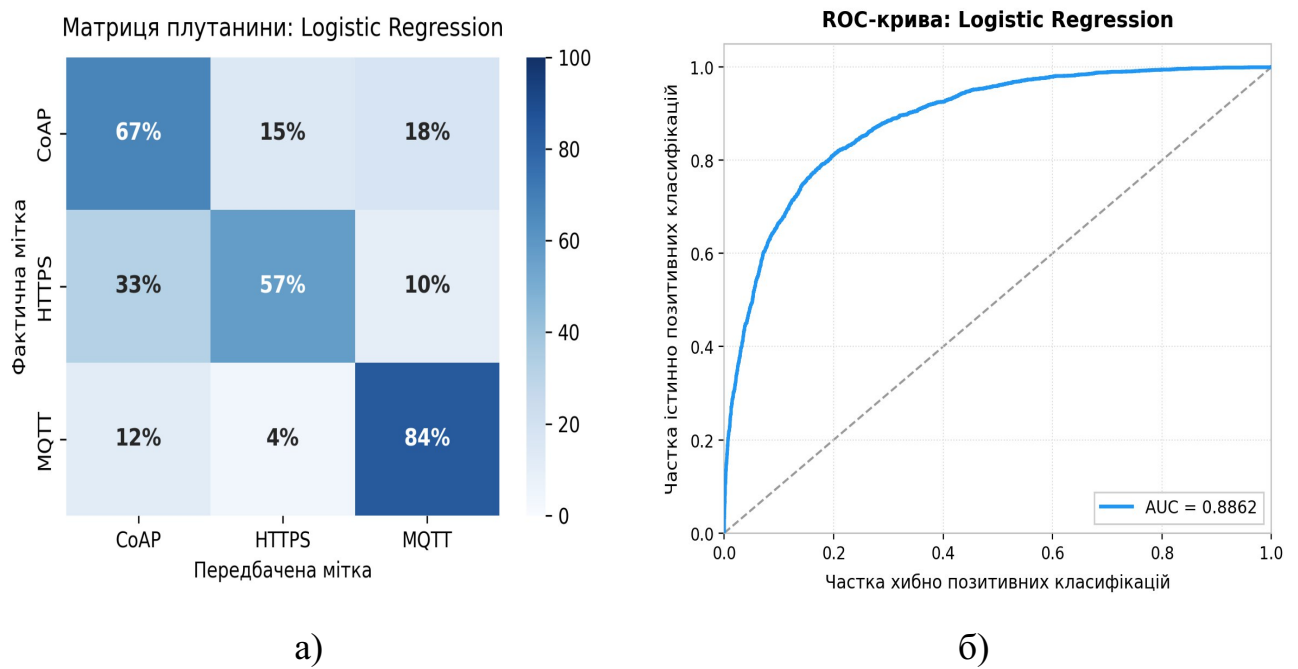 Матриця плутанини: Logistic Regression
Фактична мітка
CoAP
HTTPS
MQTT
67% 15% 18%
33% 57% 10%
12% 4% 84%
CoAP HTTPS MQTT
Передбачена мітка
100
80
60
40
20
0
а)
ROC-крива: Logistic Regression
Частка істинно позитивних класифікацій
1.0
0.8
0.6
0.4
0.2
0.0
AUC = 0.8862
0.0 0.2 0.4 0.6 0.8 1.0
Частка хибно позитивних класифікацій
б)